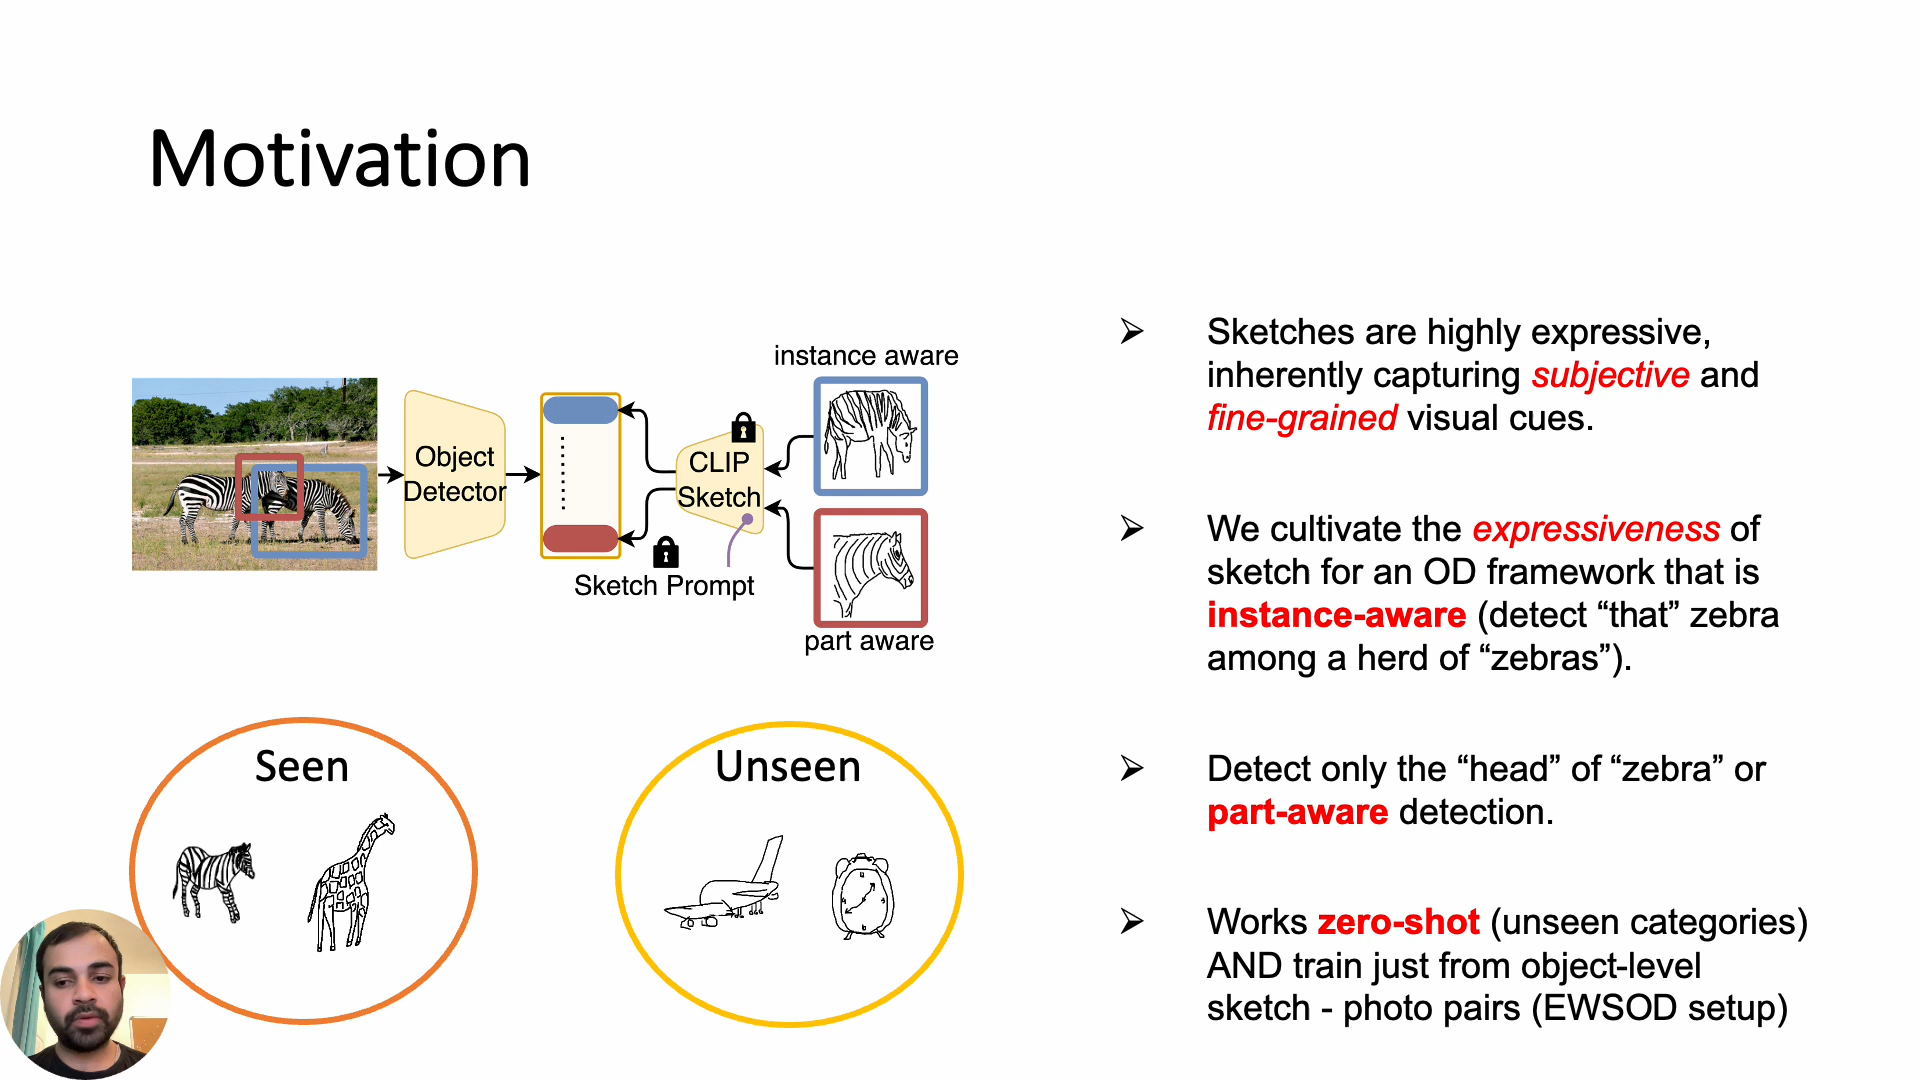 Motivation
instance aware
Object
Detector
CLIP
Sketch
Sketch Prompt
part aware
Seen
Unseen
➢ Sketches are highly expressive,
inherently capturing subjective and
fine-grained visual cues.
➢ We cultivate the expressiveness of
sketch for an OD framework that is
instance-aware (detect “that” zebra
among a herd of “zebras”).
➢ Detect only the “head” of “zebra” or
part-aware detection.
➢ Works zero-shot (unseen categories)
AND train just from object-level
sketch - photo pairs (EWSOD setup)